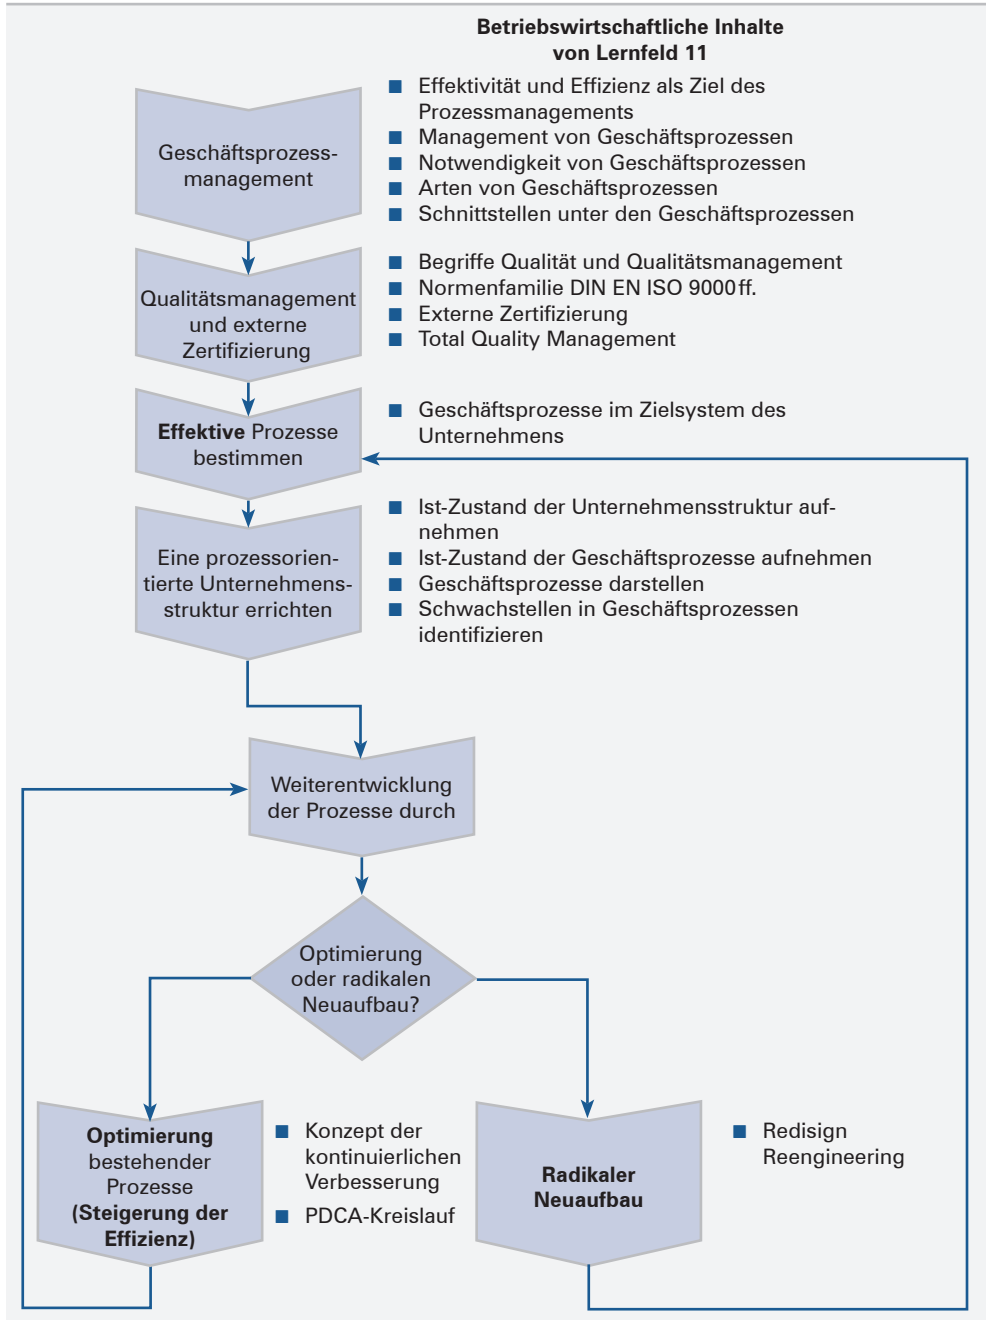 Betriebswirtschaftliche Inhalte
von Lernfeld 11
Geschäftsprozess-
management
■ Effektivität und Effizienz als Ziel des
Prozessmanagements
■ Management von Geschäftsprozessen
■ Notwendigkeit von Geschäftsprozessen
■ Arten von Geschäftsprozessen
■ Schnittstellen unter den Geschäftsprozessen
Qualitätsmanagement
und externe
Zertifizierung
■ Begriffe Qualität und Qualitätsmanagement
■ Normenfamilie DIN EN ISO 9000 ff.
■ Externe Zertifizierung
■ Total Quality Management
Effektive Prozesse
bestimmen
■ Geschäftsprozesse im Zielsystem des
Unternehmens
Eine prozessorien-
tierte Unternehmens-
struktur errichten
■ Ist-Zustand der Unternehmensstruktur auf-
nehmen
■ Ist-Zustand der Geschäftsprozesse aufnehmen
■ Geschäftsprozesse darstellen
■ Schwachstellen in Geschäftsprozessen
identifizieren
Weiterentwicklung
der Prozesse durch
Optimierung
oder radikalen
Neuaufbau?
Optimierung
bestehender
Prozesse
(Steigerung der
Effizienz)
■ Konzept der
kontinuierlichen
Verbesserung
■ PDCA-Kreislauf
Radikaler
Neuaufbau
■ Redisign
Reengineering